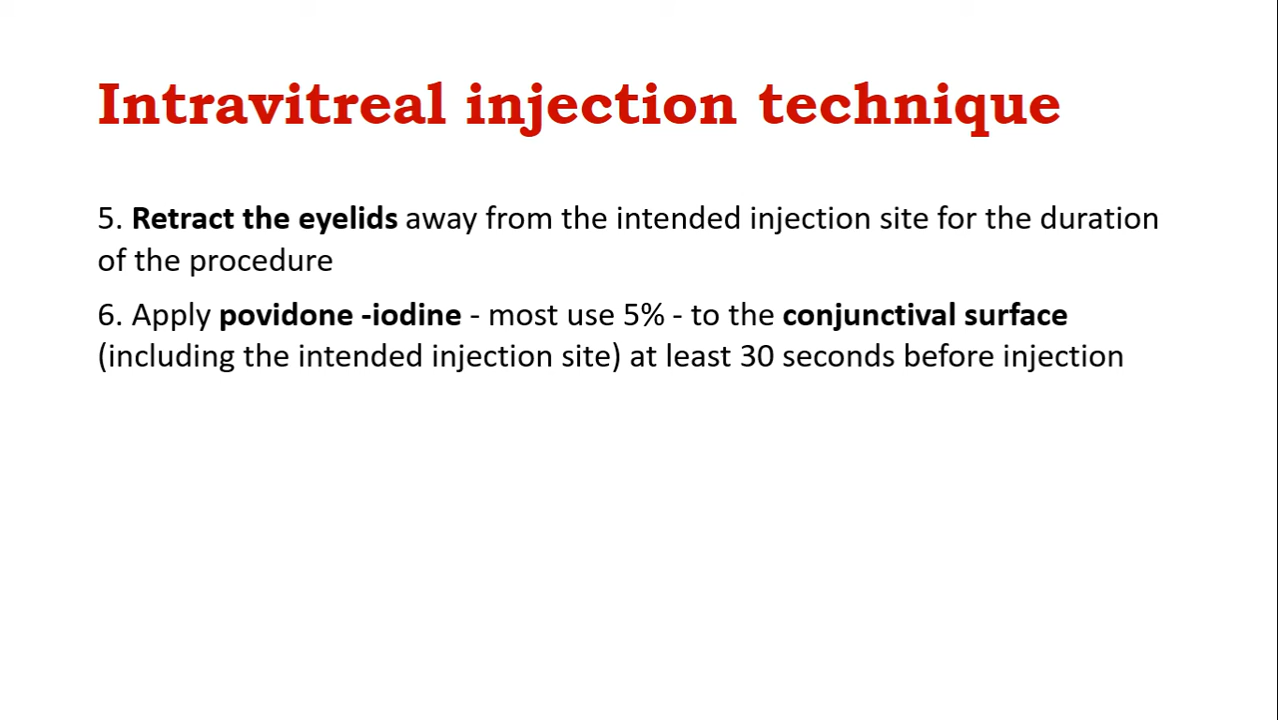 Intravitreal injection technique
5. Retract the eyelids away from the intended injection site for the duration
of the procedure
6. Apply povidone -iodine - most use 5% - to the conjunctival surface
(including the intended injection site) at least 30 seconds before injection